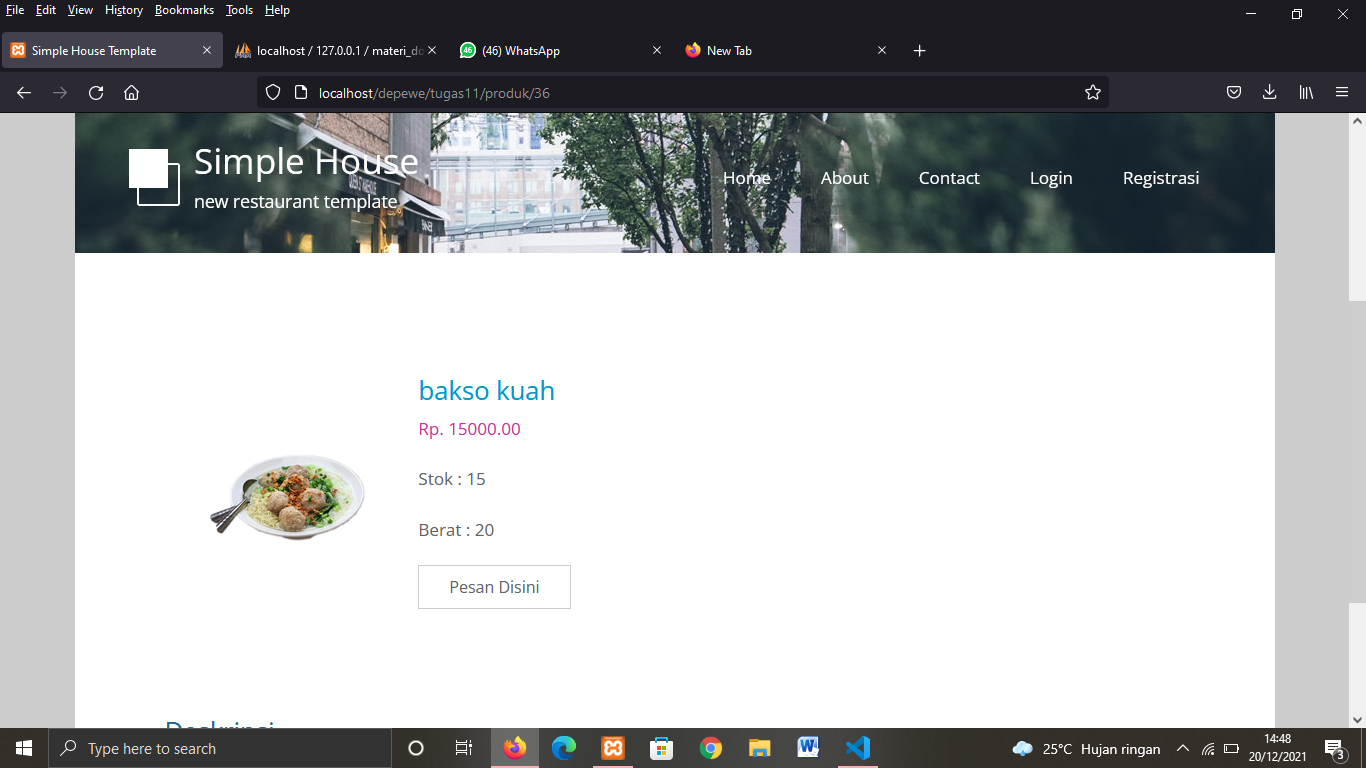 File Edit View History Bookmarks Tools Help
Simple House Template
localhost / 127.0.0.1 / materi_do
46
(46) WhatsApp
New Tab
localhost/depewe/tugas11/produk/36
Simple House
new restaurant template
Home About Contact Login Registrasi
bakso kuah
Rp. 15000.00
Stok : 15
Berat : 20
Pesan Disini
Deskripsi
Type here to search
25°C Hujan ringan
14:48
20/12/2021
3